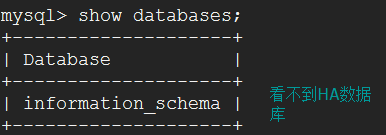 mysql> show databases;
+--------------------+
| Database           |
+--------------------+
| information_schema |
+--------------------+
看不到HA数据
库